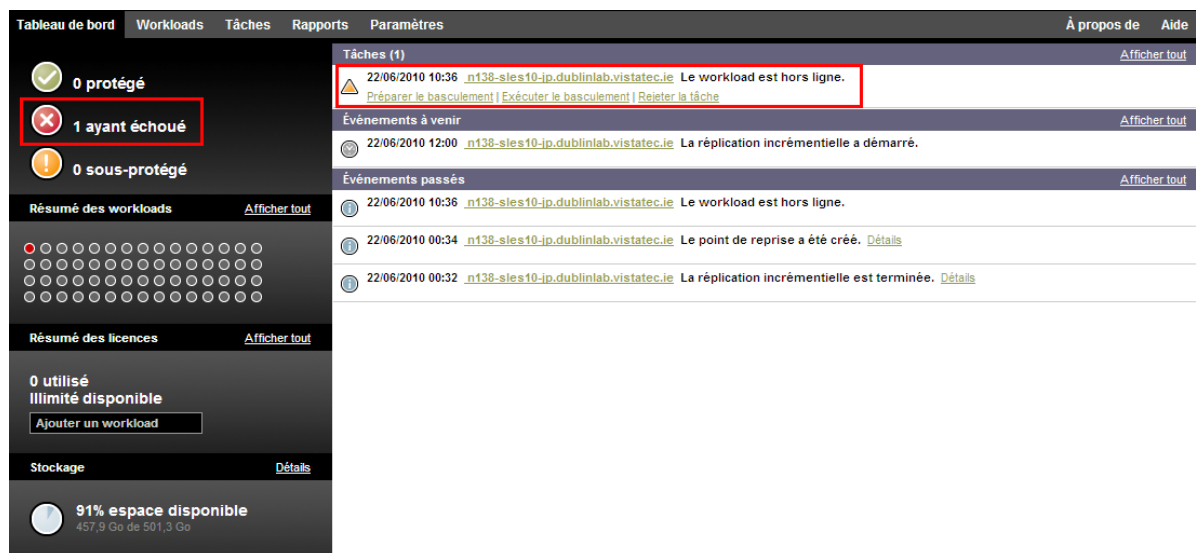 Tableau de bord Workloads Tâches Rapports Paramètres À propos de Aide
0 protégé
1 ayant échoué
0 sous-protégé
Résumé des workloads Afficher tout
Résumé des licences Afficher tout
0 utilisé
Illimité disponible
Ajouter un workload
Stockage Détails
91% espace disponible
457,9 Go de 501,3 Go
Tâches (1) Afficher tout
22/06/2010 10:36 n138-sles10-jp.dublinlab.vistatec.ie Le workload est hors ligne.
Préparer le basculement | Exécuter le basculement | Rejeter la tâche
Événements à venir Afficher tout
22/06/2010 12:00 n138-sles10-jp.dublinlab.vistatec.ie La réplication incrémentielle a démarré.
Événements passés Afficher tout
22/06/2010 10:36 n138-sles10-jp.dublinlab.vistatec.ie Le workload est hors ligne.
22/06/2010 00:34 n138-sles10-jp.dublinlab.vistatec.ie Le point de reprise a été créé. Détails
22/06/2010 00:32 n138-sles10-jp.dublinlab.vistatec.ie La réplication incrémentielle est terminée. Détails